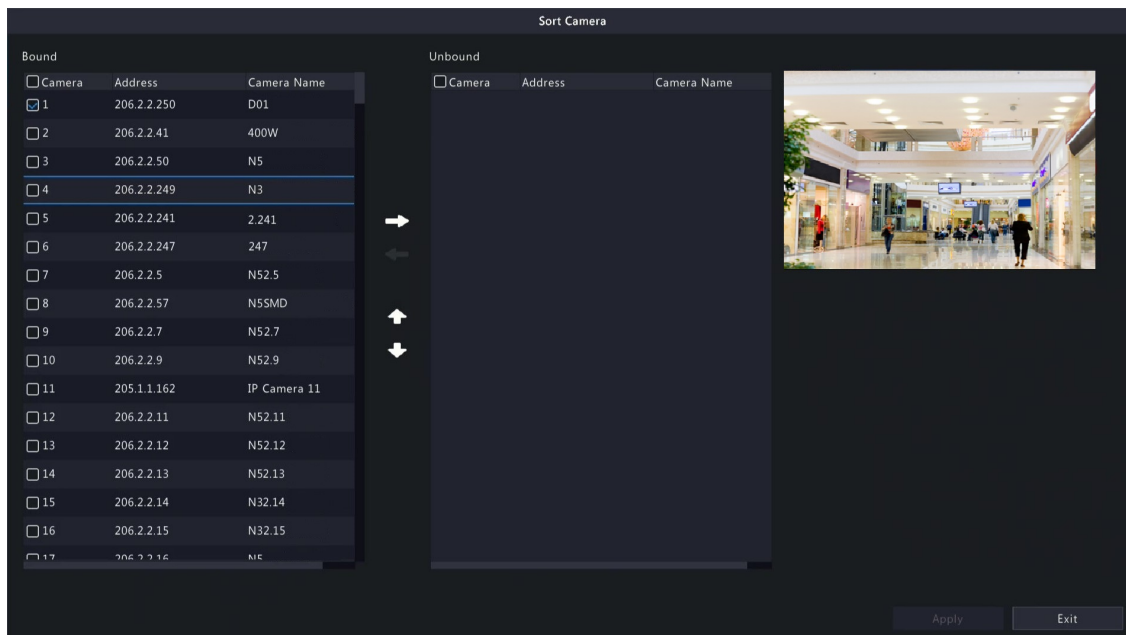 Sort Camera
Bound
Camera Address Camera Name
1 206.2.2.250 D01
2 206.2.2.41 400W
3 206.2.2.50 N5
4 206.2.2.249 N3
5 206.2.2.241 2.241
6 206.2.2.247 247
7 206.2.2.5 N52.5
8 206.2.2.57 N5SMD
9 206.2.2.7 N52.7
10 206.2.2.9 N52.9
11 205.1.1.162 IP Camera 11
12 206.2.2.11 N52.11
13 206.2.2.12 N52.12
14 206.2.2.13 N52.13
15 206.2.2.14 N32.14
16 206.2.2.15 N32.15
17 206.2.2.16 N5
Unbound
Camera Address Camera Name
Apply Exit